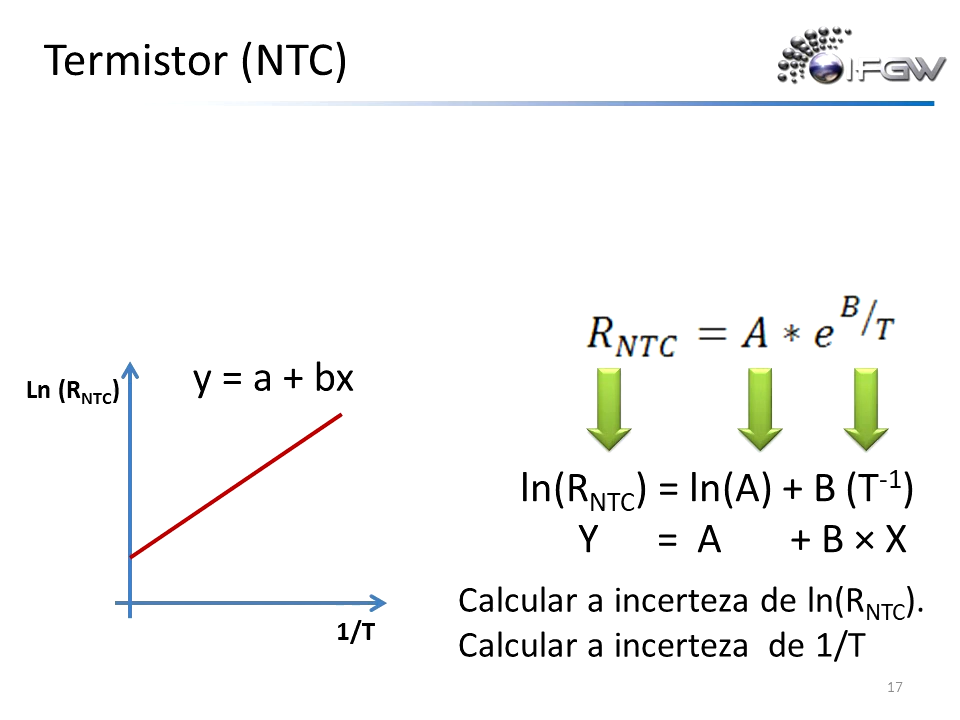 Termistor (NTC)
IFGW
R_NTC = A * e^B/T
Ln (R_NTC)
y = a + bx
ln(R_NTC) = ln(A) + B (T^-1)
Y = A + B × X
1/T
Calcular a incerteza de ln(R_NTC).
Calcular a incerteza de 1/T
17